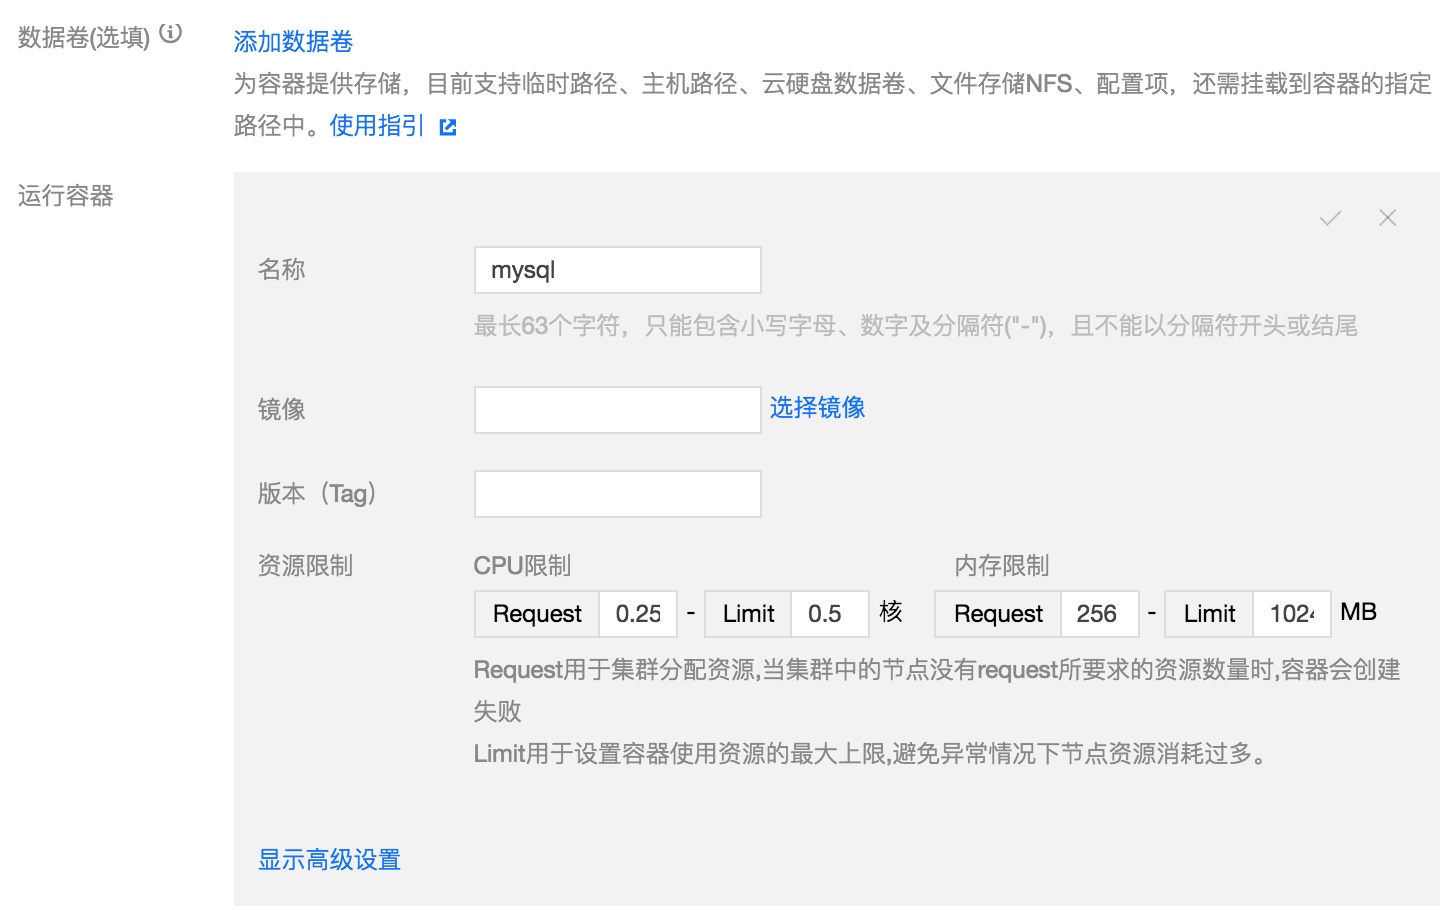 数据卷(选填)
添加数据卷
为容器提供存储，目前支持临时路径、主机路径、云硬盘数据卷、文件存储NFS、配置项，还需挂载到容器的指定
路径中。使用指引
运行容器
名称 mysql
最长63个字符，只能包含小写字母、数字及分隔符("-")，且不能以分隔符开头或结尾
镜像 选择镜像
版本（Tag）
资源限制 CPU限制 内存限制
Request 0.25 - Limit 0.5 核 Request 256 - Limit 1024 MB
Request用于集群分配资源,当集群中的节点没有request所要求的资源数量时,容器会创建
失败
Limit用于设置容器使用资源的最大上限,避免异常情况下节点资源消耗过多。
显示高级设置